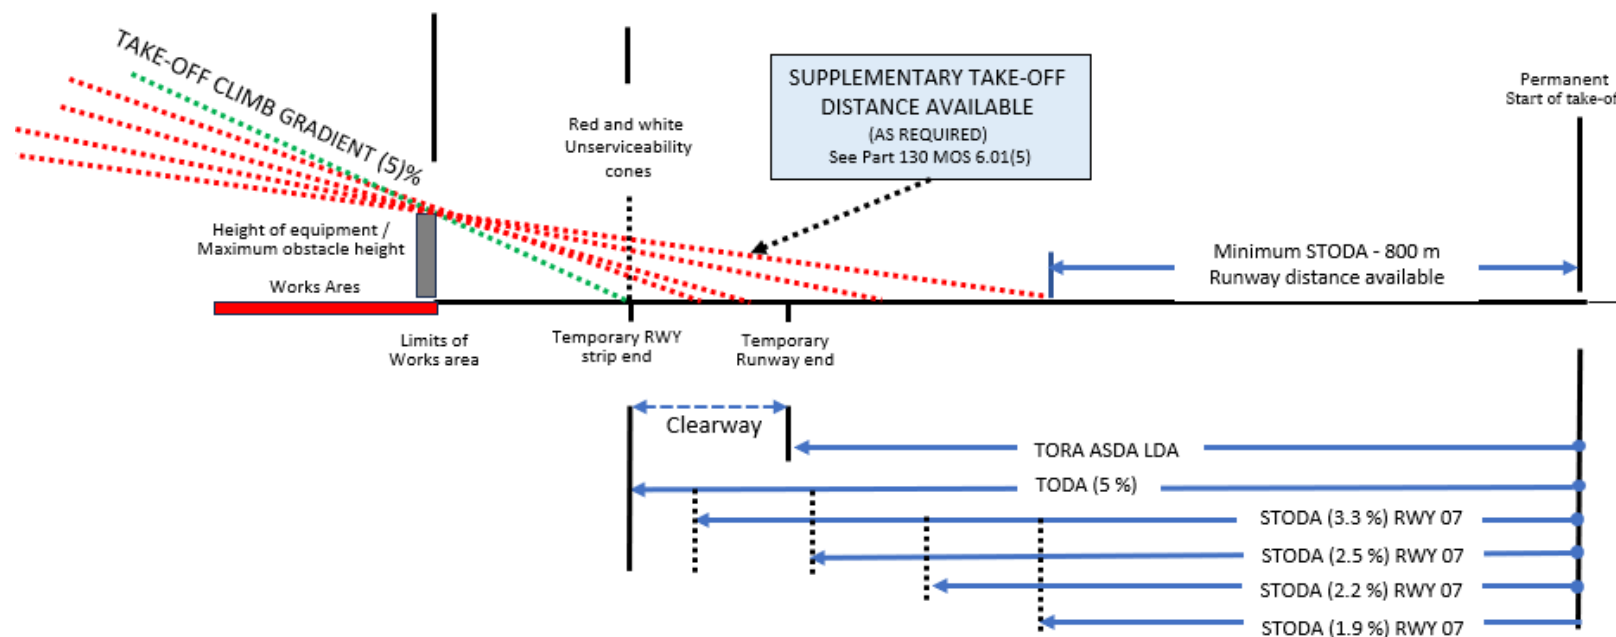 TAKE-OFF CLIMB GRADIENT (5)%
SUPPLEMENTARY TAKE-OFF
DISTANCE AVAILABLE
(AS REQUIRED)
See Part 130 MOS 6.01(5)
Permanent
Start of take-of
Red and white
Unserviceability
cones
Height of equipment /
Maximum obstacle height
Minimum STODA - 800 m
Runway distance available
Works Ares
Limits of
Works area
Temporary RWY
strip end
Temporary
Runway end
Clearway
TORA ASDA LDA
TODA (5 %)
STODA (3.3 %) RWY 07
STODA (2.5 %) RWY 07
STODA (2.2 %) RWY 07
STODA (1.9 %) RWY 07